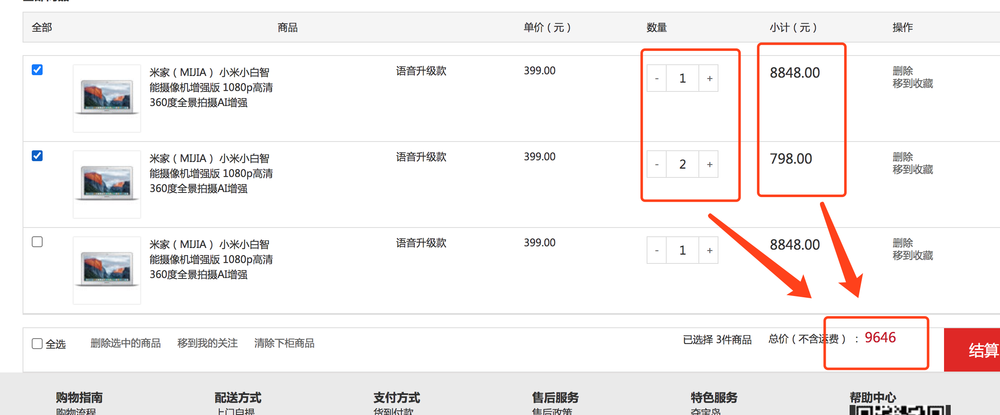 全部 商品 单价（元） 数量 小计（元） 操作
米家（MIJIA） 小米小白智
能摄像机增强版 1080p高清
360度全景拍摄AI增强
语音升级款
399.00
- 1 +
8848.00
删除
移到收藏
米家（MIJIA） 小米小白智
能摄像机增强版 1080p高清
360度全景拍摄AI增强
语音升级款
399.00
- 2 +
798.00
删除
移到收藏
米家（MIJIA） 小米小白智
能摄像机增强版 1080p高清
360度全景拍摄AI增强
语音升级款
399.00
- 1 +
8848.00
删除
移到收藏
全选 删除选中的商品 移到我的关注 清除下柜商品 已选择 3件商品 总价（不含运费）：9646 结算
购物指南 配送方式 支付方式 售后服务 特色服务 帮助中心
购物流程 上门自提 货到付款 售后政策 夺宝岛